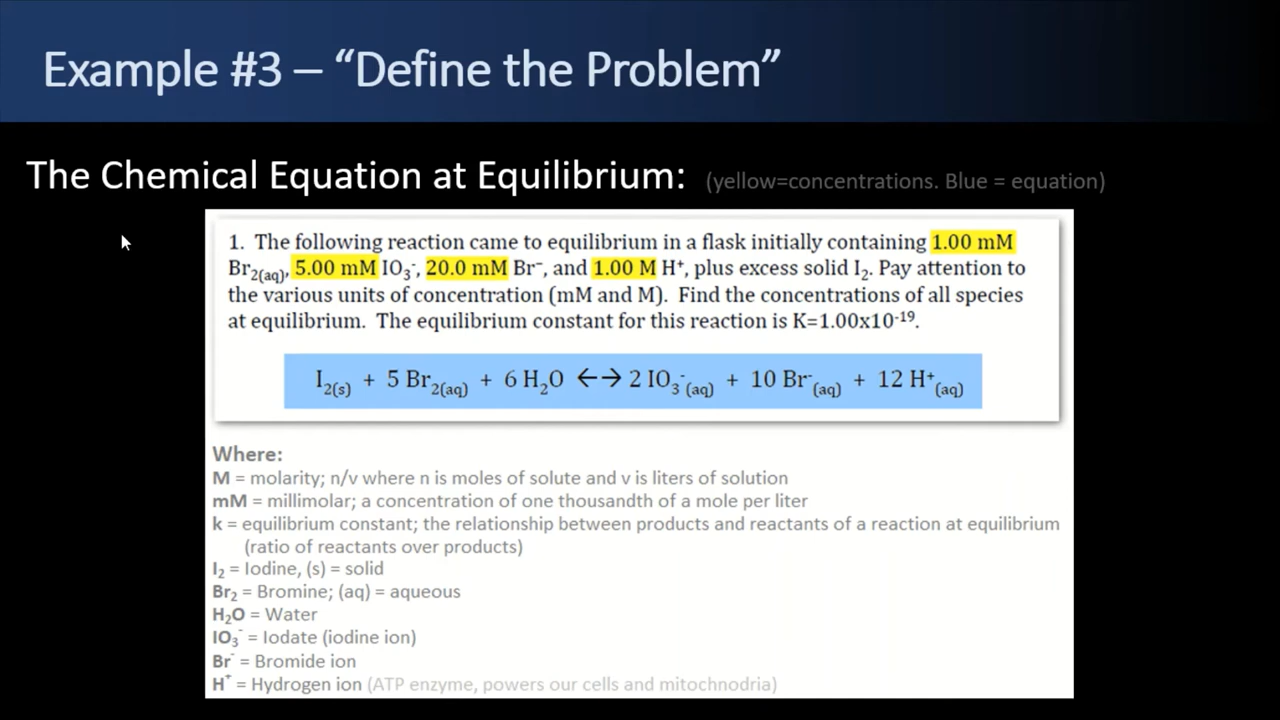 Example #3 – “Define the Problem”
The Chemical Equation at Equilibrium: (yellow=concentrations. Blue = equation)
1. The following reaction came to equilibrium in a flask initially containing 1.00 mM
Br₂₍aq₎, 5.00 mM IO₃⁻, 20.0 mM Br⁻, and 1.00 M H⁺, plus excess solid I₂. Pay attention to
the various units of concentration (mM and M). Find the concentrations of all species
at equilibrium. The equilibrium constant for this reaction is K=1.00x10⁻¹⁹.
I₂(s) + 5 Br₂(aq) + 6 H₂O ←→ 2 IO₃⁻(aq) + 10 Br⁻(aq) + 12 H⁺(aq)
Where:
M = molarity; n/v where n is moles of solute and v is liters of solution
mM = millimolar; a concentration of one thousandth of a mole per liter
k = equilibrium constant; the relationship between products and reactants of a reaction at equilibrium
(ratio of reactants over products)
I₂ = Iodine, (s) = solid
Br₂ = Bromine; (aq) = aqueous
H₂O = Water
IO₃⁻ = Iodate (iodine ion)
Br⁻ = Bromide ion
H⁺ = Hydrogen ion (ATP enzyme, powers our cells and mitochnodria)